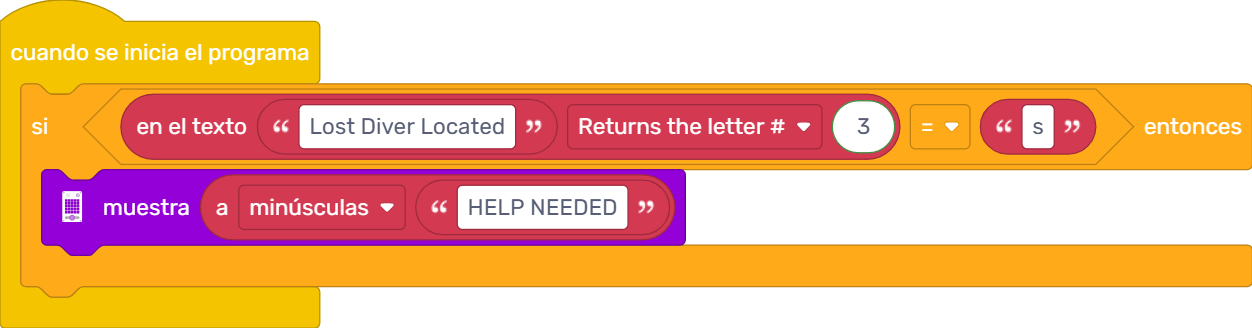 cuando se inicia el programa
si en el texto “ Lost Diver Located ” Returns the letter # 3 = “ s ” entonces
muestra a minúsculas “ HELP NEEDED ”